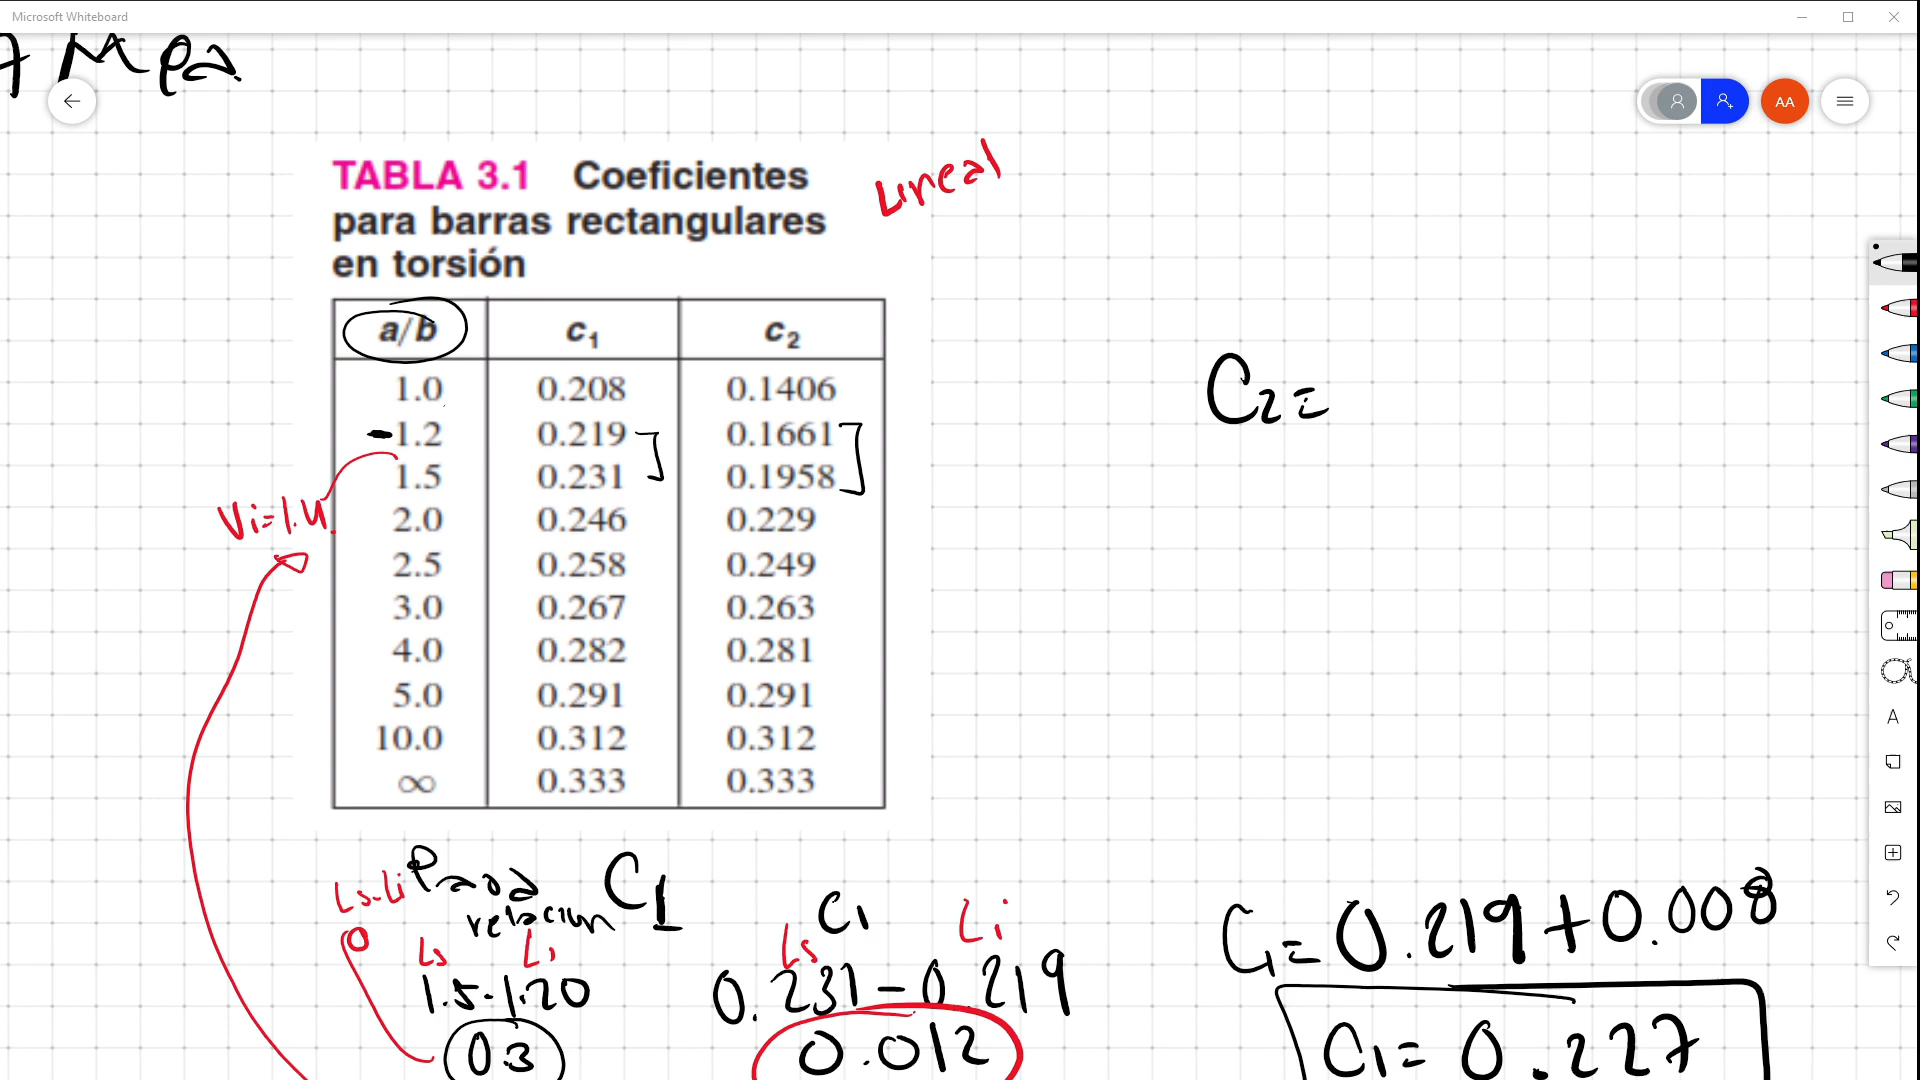 Microsoft Whiteboard
7 Mpa
AA
TABLA 3.1 Coeficientes
para barras rectangulares
en torsión
Lineal
a/b c₁ c₂
1.0 0.208 0.1406
1.2 0.219 0.1661
1.5 0.231 0.1958
2.0 0.246 0.229
2.5 0.258 0.249
3.0 0.267 0.263
4.0 0.282 0.281
5.0 0.291 0.291
10.0 0.312 0.312
∞ 0.333 0.333
Vi=1.4
C2=
A
Ls-Li Para C1
relacion
Ls Li
1.5-1.20
0.3
C1
Ls Li
0.231-0.219
0.012
C1=0.219+0.008
C1=0.227